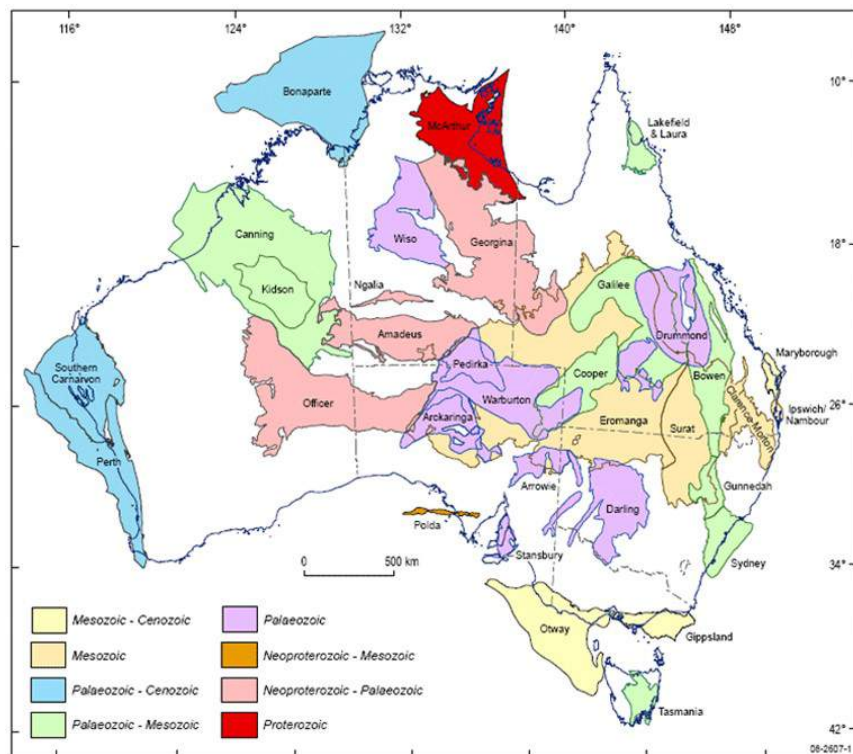 116°
124°
132°
140°
148°
10°
18°
26°
34°
42°
Bonaparte
McArthur
Lakefield
& Laura
Canning
Wiso
Georgina
Kidson
Ngalia
Galilee
Amadeus
Drummond
Southern
Carnarvon
Pedirka
Cooper
Bowen
Maryborough
Officer
Warburton
Arckaringa
Eromanga
Surat
Clarence-Morton
Ipswich/
Nambour
Perth
Arrowie
Gunnedah
Polda
Darling
Stansbury
Sydney
0
500 km
Otway
Gippsland
Tasmania
Mesozoic - Cenozoic
Mesozoic
Palaeozoic - Cenozoic
Palaeozoic - Mesozoic
Palaeozoic
Neoproterozoic - Mesozoic
Neoproterozoic - Palaeozoic
Proterozoic
08-2607-1